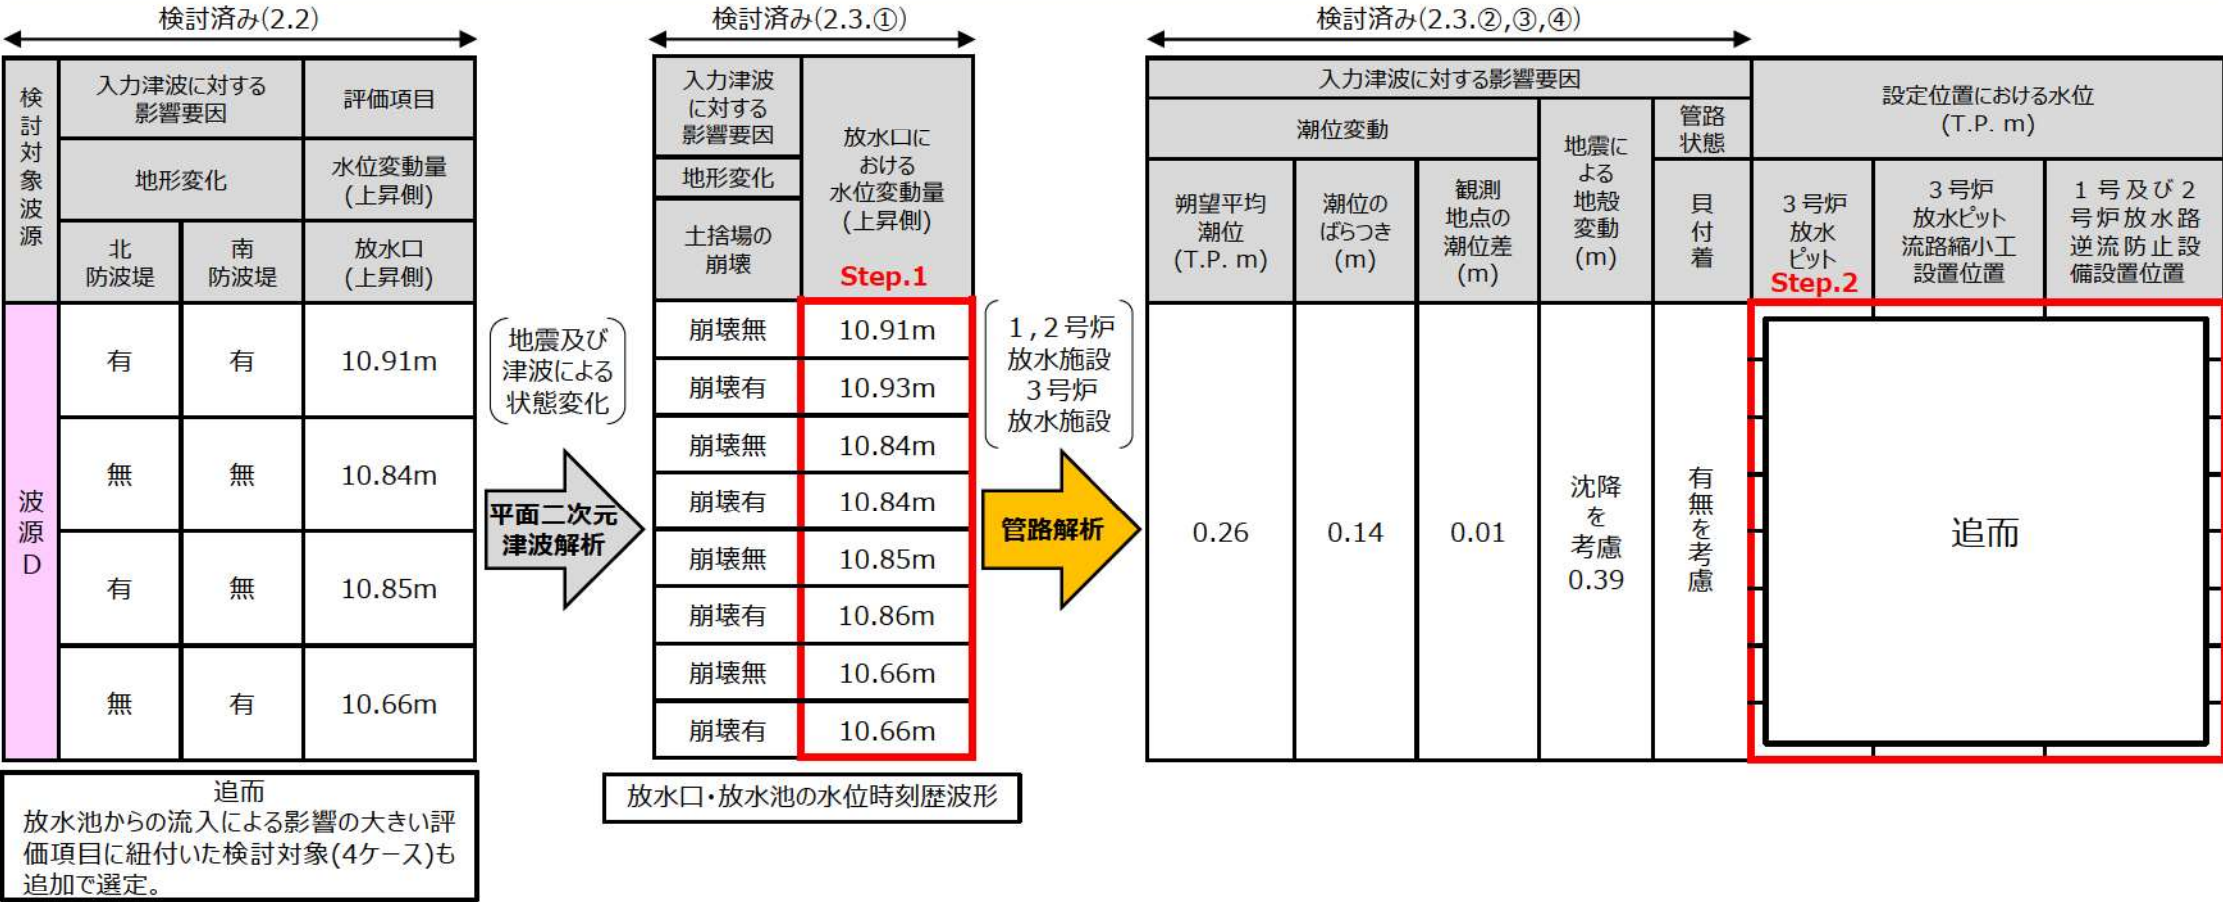 検討済み(2.2)
検討対象波源
入力津波に対する
影響要因
評価項目
地形変化
水位変動量
(上昇側)
北
防波堤
南
防波堤
放水口
(上昇側)
波源D
有 有 10.91m
無 無 10.84m
有 無 10.85m
無 有 10.66m
追而
放水池からの流入による影響の大きい評
価項目に紐付いた検討対象(4ケース)も
追加で選定。
地震及び
津波による
状態変化
平面二次元
津波解析
検討済み(2.3.①)
入力津波
に対する
影響要因
地形変化
土捨場の
崩壊
放水口に
おける
水位変動量
(上昇側)
Step.1
崩壊無 10.91m
崩壊有 10.93m
崩壊無 10.84m
崩壊有 10.84m
崩壊無 10.85m
崩壊有 10.86m
崩壊無 10.66m
崩壊有 10.66m
放水口・放水池の水位時刻歴波形
1,2号炉
放水施設
3号炉
放水施設
管路解析
検討済み(2.3.②,③,④)
入力津波に対する影響要因
潮位変動
朔望平均
潮位
(T.P. m)
潮位の
ばらつき
(m)
観測
地点の
潮位差
(m)
地震に
よる
地殻
変動
(m)
管路
状態
貝付着
設定位置における水位
(T.P. m)
3号炉
放水
ピット
Step.2
3号炉
放水ピット
流路縮小工
設置位置
1号及び2
号炉放水路
逆流防止設
備設置位置
0.26
0.14
0.01
沈降
を
考慮
0.39
有無を考慮
追而